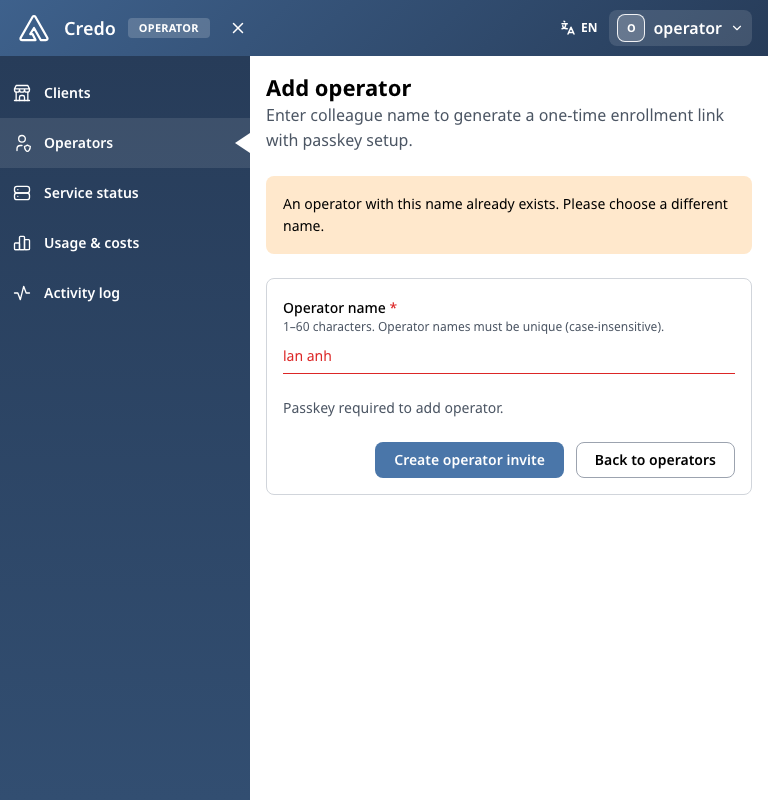 Credo
OPERATOR
EN
O
operator
Clients
Operators
Service status
Usage & costs
Activity log
Add operator
Enter colleague name to generate a one-time enrollment link
with passkey setup.
An operator with this name already exists. Please choose a different
name.
Operator name *
1–60 characters. Operator names must be unique (case-insensitive).
lan anh
Passkey required to add operator.
Create operator invite
Back to operators